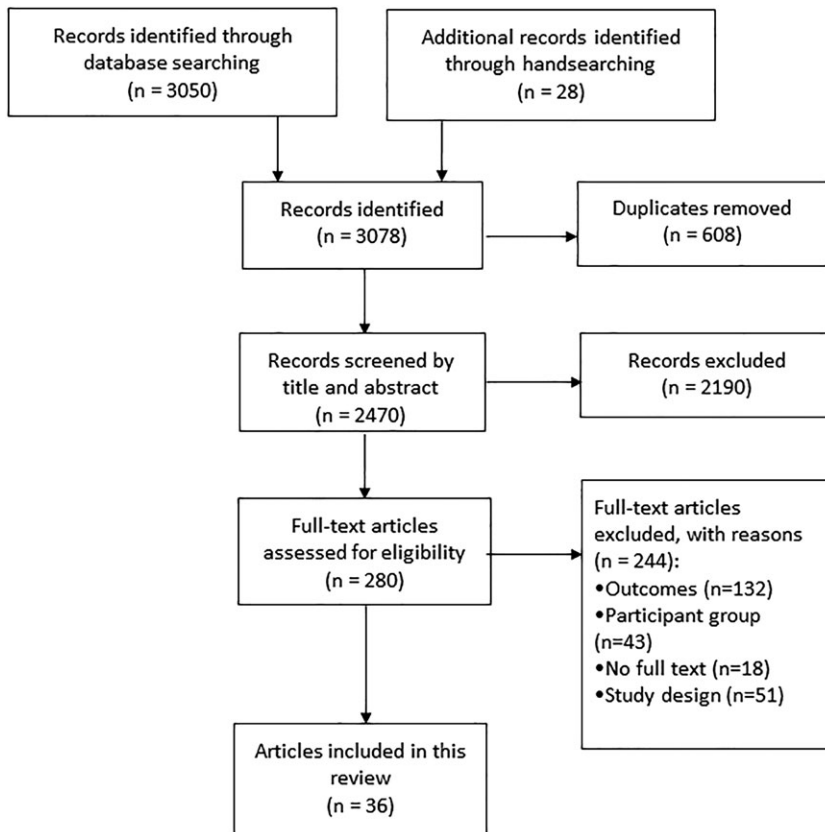 Records identified through
database searching
(n = 3050)
Additional records identified
through handsearching
(n = 28)
Records identified
(n = 3078)
Duplicates removed
(n = 608)
Records screened by
title and abstract
(n = 2470)
Records excluded
(n = 2190)
Full-text articles
assessed for eligibility
(n = 280)
Full-text articles
excluded, with reasons
(n = 244):
•Outcomes (n=132)
•Participant group
(n=43)
•No full text (n=18)
•Study design (n=51)
Articles included in this
review
(n = 36)